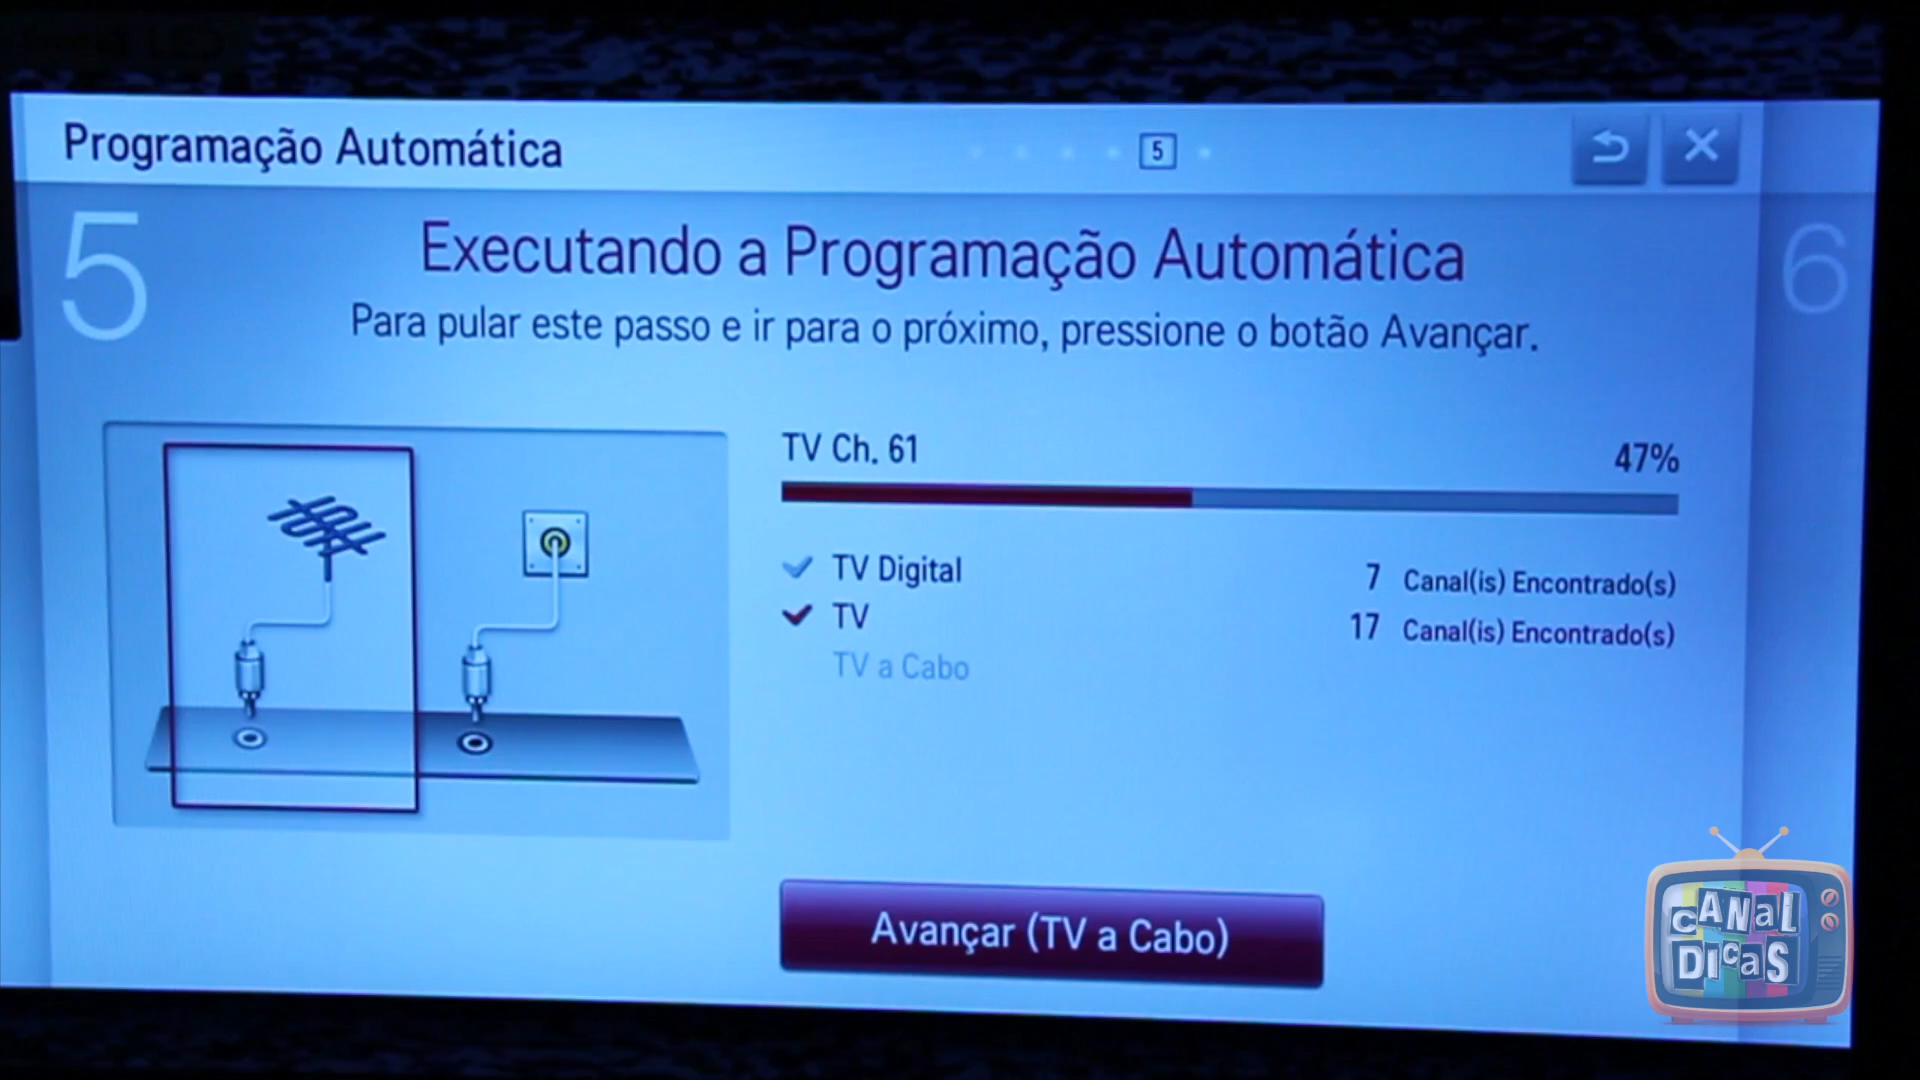 Programação Automática
5
5
6
Executando a Programação Automática
Para pular este passo e ir para o próximo, pressione o botão Avançar.
TV Ch. 61
47%
TV Digital
7 Canal(is) Encontrado(s)
TV
17 Canal(is) Encontrado(s)
TV a Cabo
Avançar (TV a Cabo)
CANAL
DICAS